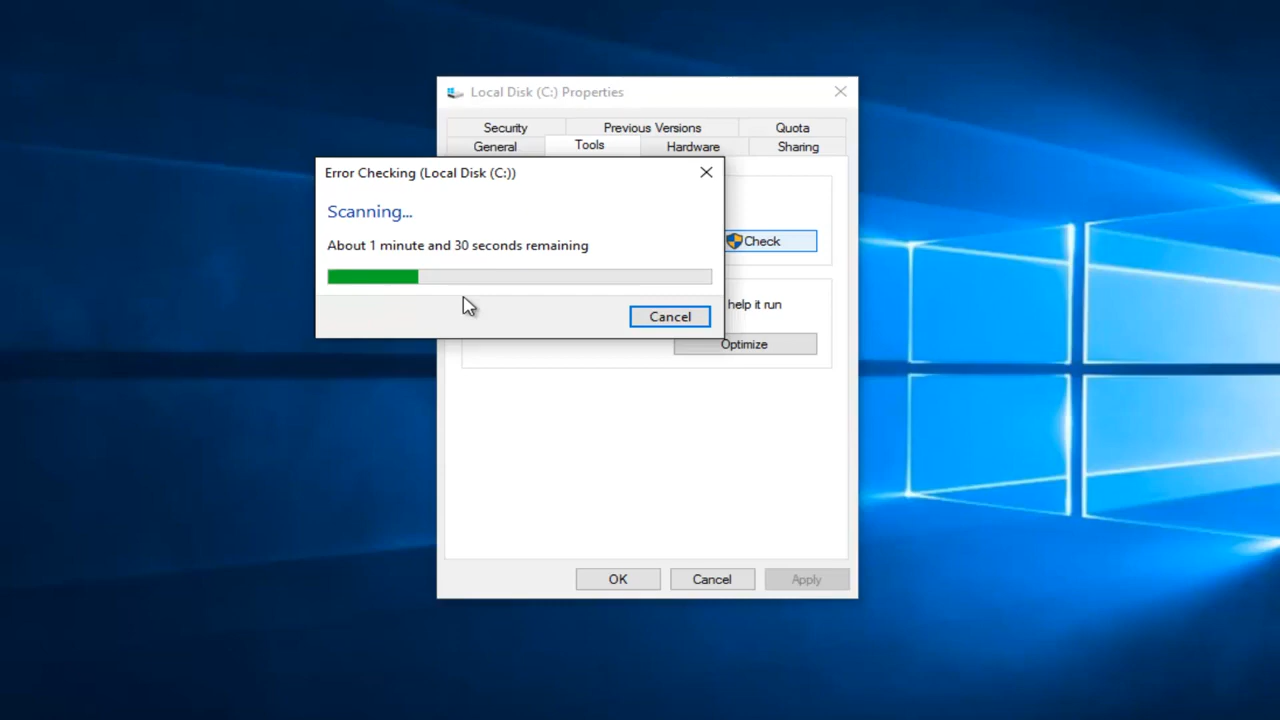 Local Disk (C:) Properties
Security Previous Versions Quota
General Tools Hardware Sharing
Error Checking (Local Disk (C:))
Scanning...
About 1 minute and 30 seconds remaining
Cancel
Check
help it run
Optimize
OK Cancel Apply